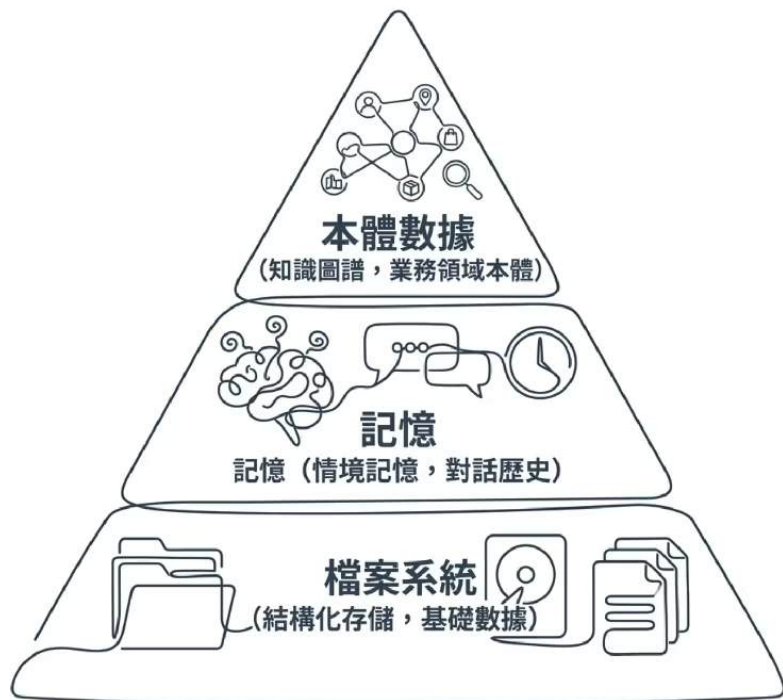 本體數據
（知識圖譜，業務領域本體）
記憶
記憶（情境記憶，對話歷史）
檔案系統
（結構化存儲，基礎數據）